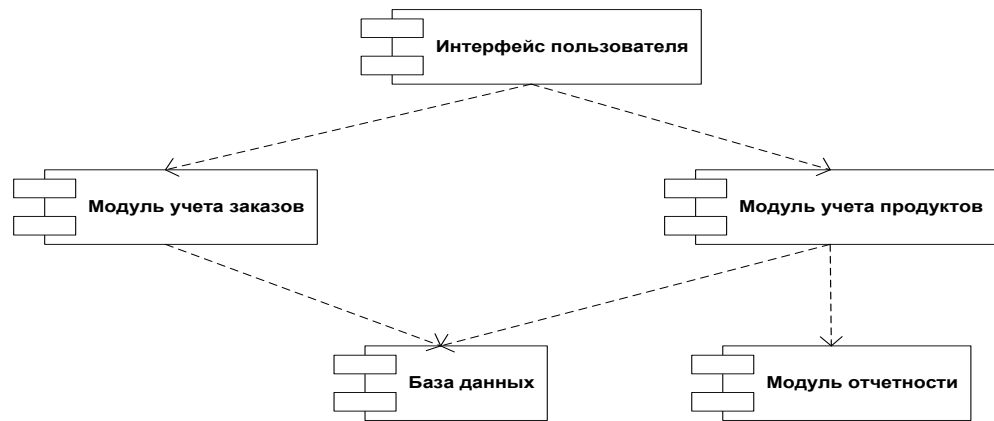 Интерфейс пользователя
Модуль учета заказов
Модуль учета продуктов
База данных
Модуль отчетности